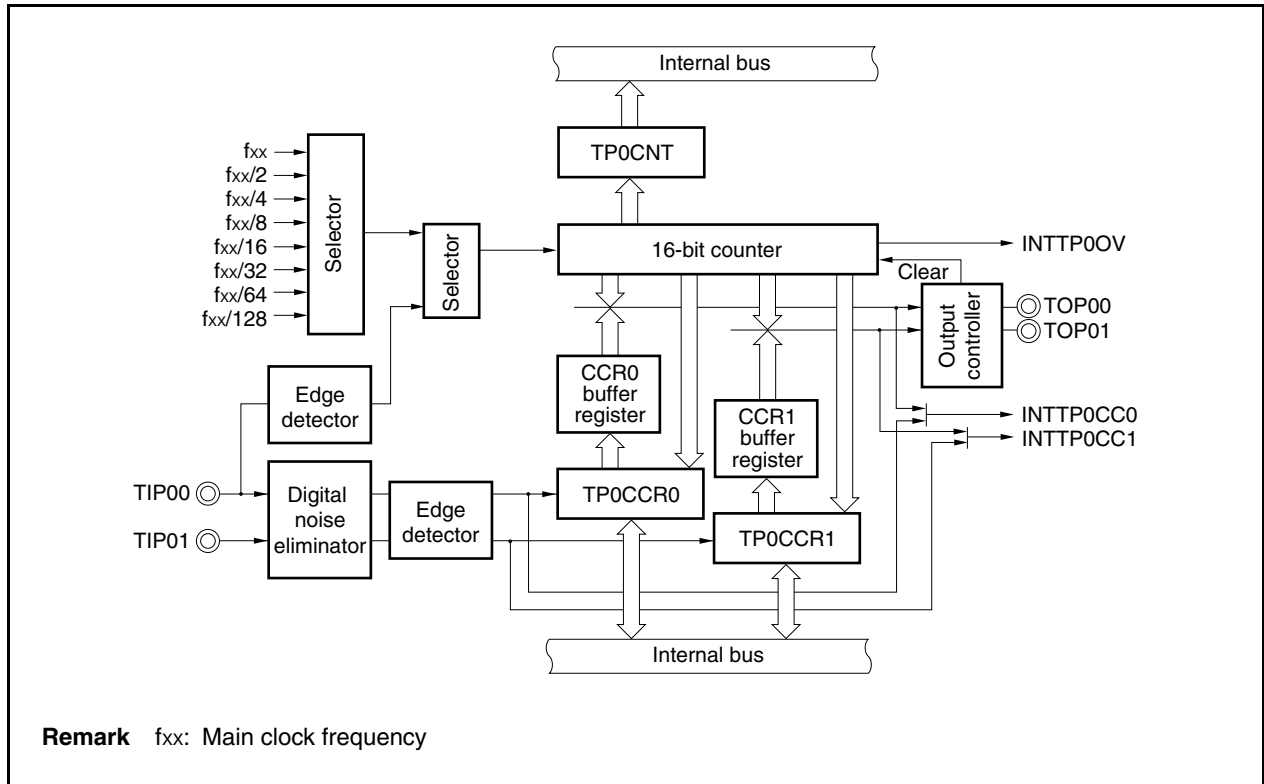 Internal bus
TP0CNT
fxx
fxx/2
fxx/4
fxx/8
fxx/16
fxx/32
fxx/64
fxx/128
Selector
Selector
16-bit counter
INTTP0OV
Clear
Output
controller
TOP00
TOP01
CCR0
buffer
register
CCR1
buffer
register
INTTP0CC0
INTTP0CC1
Edge
detector
TIP00
TIP01
Digital
noise
eliminator
Edge
detector
TP0CCR0
TP0CCR1
Internal bus
Remark fxx: Main clock frequency